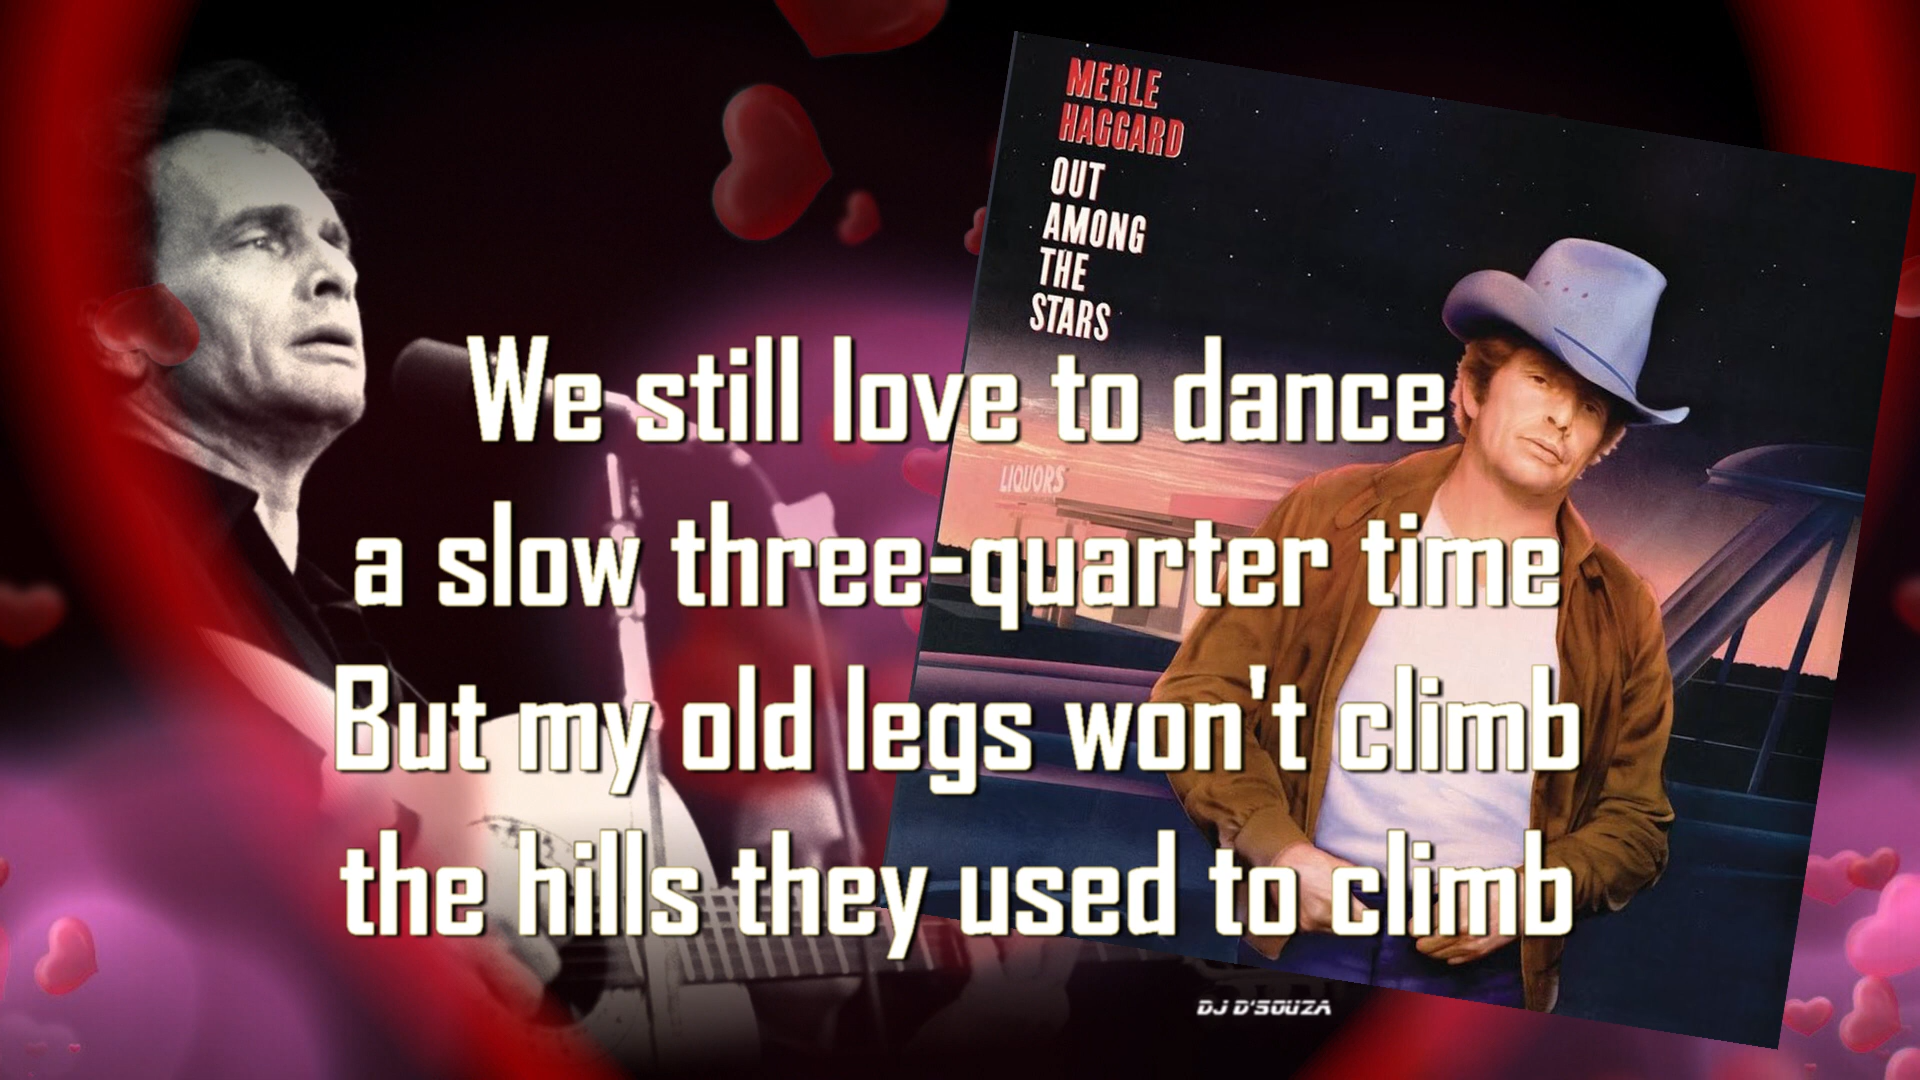 MERLE
HAGGARD
OUT
AMONG
THE
STARS
LIQUORS
We still love to dance
a slow three-quarter time
But my old legs won't climb
the hills they used to climb
DJ D'SOUZA